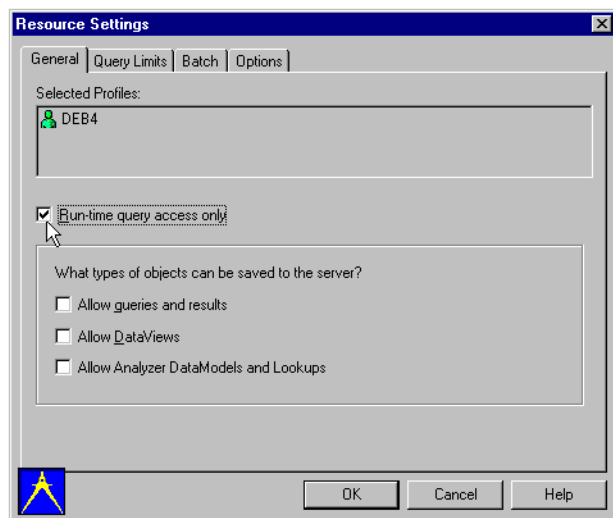 Resource Settings
General Query Limits Batch Options
Selected Profiles:
DEB4
Run-time query access only
What types of objects can be saved to the server?
Allow queries and results
Allow DataViews
Allow Analyzer DataModels and Lookups
OK Cancel Help